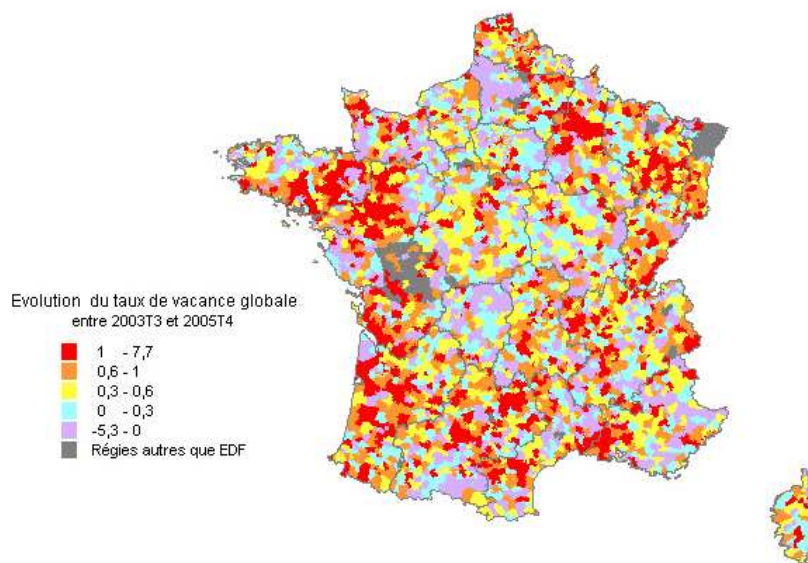 Evolution du taux de vacance globale
entre 2003T3 et 2005T4
1 - 7,7
0,6 - 1
0,3 - 0,6
0 - 0,3
-5,3 - 0
Régies autres que EDF